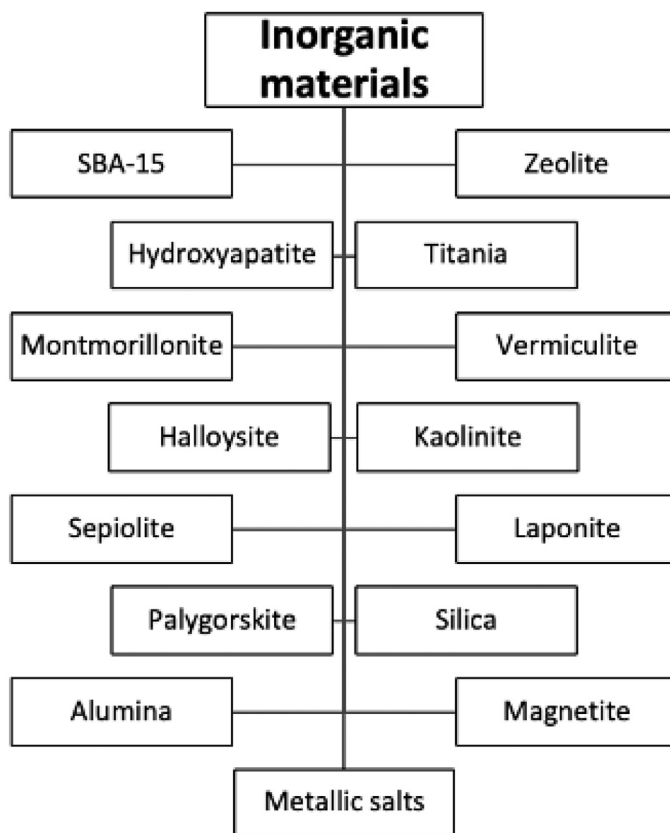 Inorganic
materials
SBA-15
Zeolite
Hydroxyapatite
Titania
Montmorillonite
Vermiculite
Halloysite
Kaolinite
Sepiolite
Laponite
Palygorskite
Silica
Alumina
Magnetite
Metallic salts